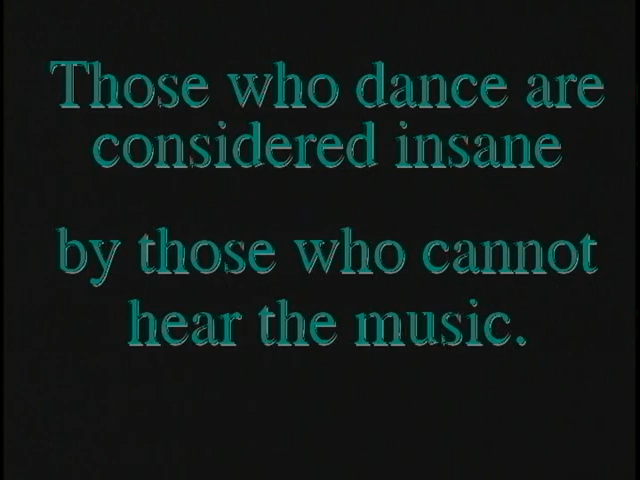 Those who dance are
considered insane
by those who cannot
hear the music.